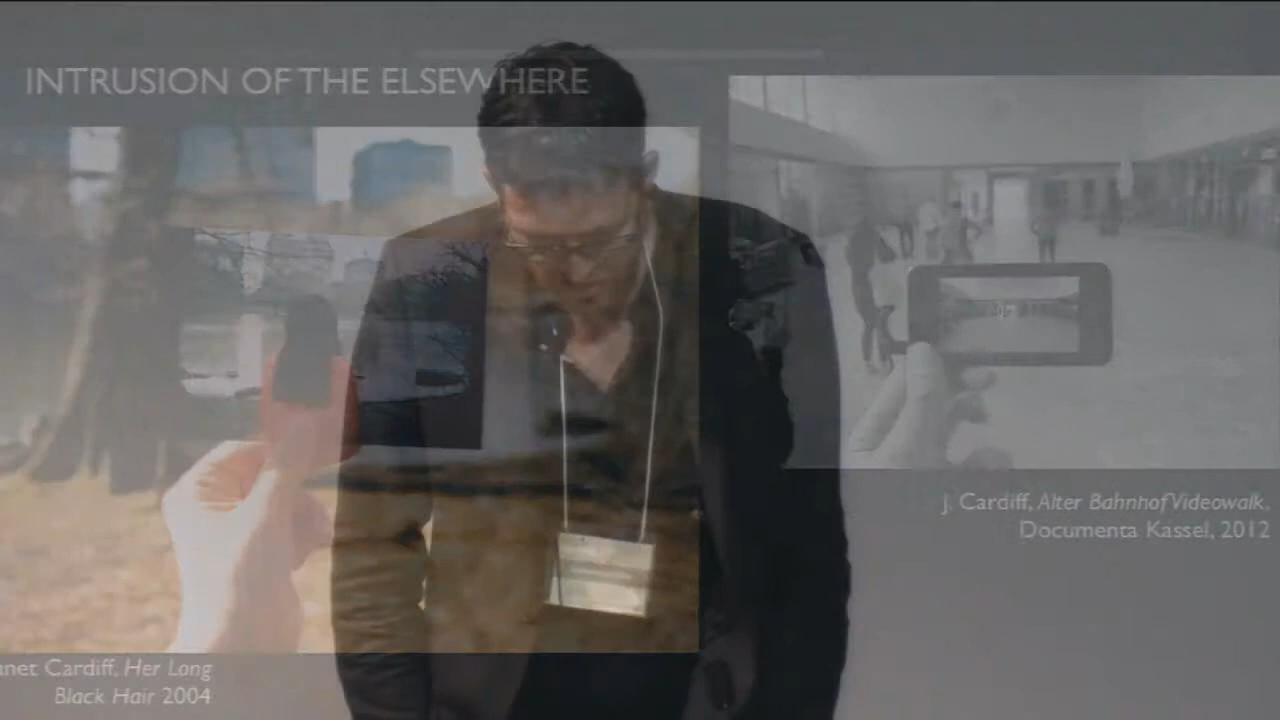 INTRUSION OF THE ELSEWHERE
J. Cardiff, Alter Bahnhof Videowalk,
Documenta Kassel, 2012
anet Cardiff, Her Long
Black Hair 2004